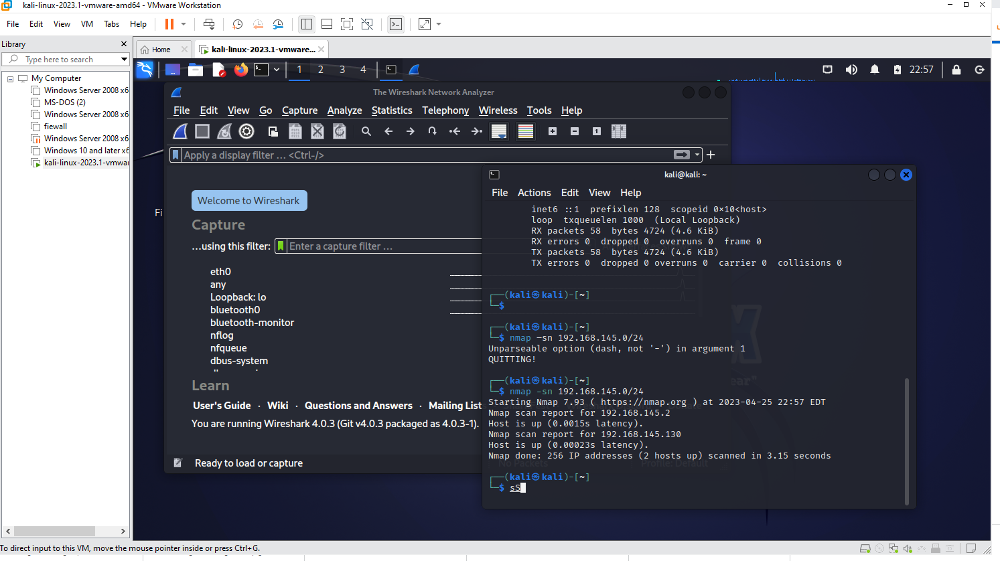 kali-linux-2023.1-vmware-amd64 - VMware Workstation
File Edit View VM Tabs Help
Library
Type here to search
Home
kali-linux-2023.1-vmware...
My Computer
Windows Server 2008 x6
MS-DOS (2)
Windows Server 2008 x6
fiewall
Windows Server 2008 x6
Windows 10 and later x6
kali-linux-2023.1-vmwar
1 2 3 4
22:57
The Wireshark Network Analyzer
File Edit View Go Capture Analyze Statistics Telephony Wireless Tools Help
Apply a display filter ... <Ctrl-/>
Fi
Welcome to Wireshark
Capture
...using this filter: Enter a capture filter ...
eth0
any
Loopback: lo
bluetooth0
bluetooth-monitor
nflog
nfqueue
dbus-system
Learn
User's Guide · Wiki · Questions and Answers · Mailing Lists
You are running Wireshark 4.0.3 (Git v4.0.3 packaged as 4.0.3-1).
Ready to load or capture
No Packets
Profile: Default
kali@kali: ~
File Actions Edit View Help
inet6 ::1 prefixlen 128 scopeid 0×10<host>
loop txqueuelen 1000 (Local Loopback)
RX packets 58 bytes 4724 (4.6 KiB)
RX errors 0 dropped 0 overruns 0 frame 0
TX packets 58 bytes 4724 (4.6 KiB)
TX errors 0 dropped 0 overruns 0 carrier 0 collisions 0
┌──(kali㉿kali)-[~]
└─$
┌──(kali㉿kali)-[~]
└─$ nmap –sn 192.168.145.0/24
Unparseable option (dash, not '-') in argument 1
QUITTING!
┌──(kali㉿kali)-[~]
└─$ nmap -sn 192.168.145.0/24
Starting Nmap 7.93 ( https://nmap.org ) at 2023-04-25 22:57 EDT
Nmap scan report for 192.168.145.2
Host is up (0.0015s latency).
Nmap scan report for 192.168.145.130
Host is up (0.00023s latency).
Nmap done: 256 IP addresses (2 hosts up) scanned in 3.15 seconds
┌──(kali㉿kali)-[~]
└─$ sS
To direct input to this VM, move the mouse pointer inside or press Ctrl+G.